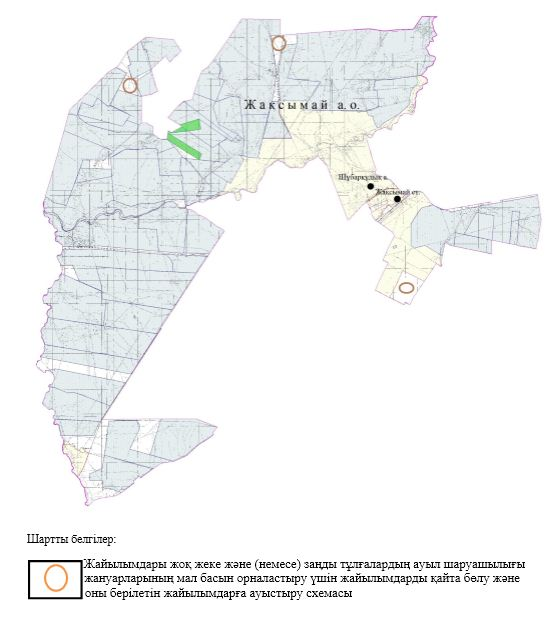 Жаксымай а.о.
Шұбарқұдық а.
Жаксымай ст.
Шартты белгілер:
Жайылымдары жоқ жеке және (немесе) заңды тұлғалардың ауыл шаруашылығы
жануарларының мал басын орналастыру үшін жайылымдарды қайта бөлу және
оны берілетін жайылымдарға ауыстыру схемасы